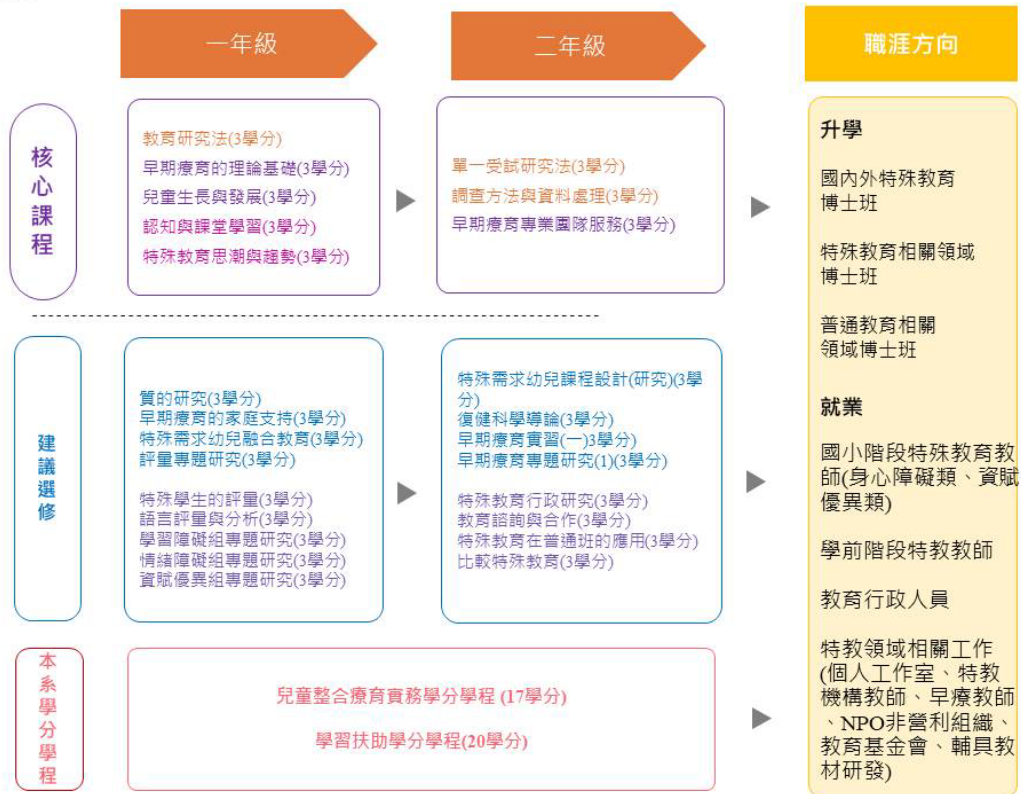 一年級
二年級
職涯方向
核心課程
教育研究法(3學分)
早期療育的理論基礎(3學分)
兒童生長與發展(3學分)
認知與課堂學習(3學分)
特殊教育思潮與趨勢(3學分)
單一受試研究法(3學分)
調查方法與資料處理(3學分)
早期療育專業團隊服務(3學分)
建議選修
質的研究(3學分)
早期療育的家庭支持(3學分)
特殊需求幼兒融合教育(3學分)
評量專題研究(3學分)
特殊學生的評量(3學分)
語言評量與分析(3學分)
學習障礙組專題研究(3學分)
情緒障礙組專題研究(3學分)
資賦優異組專題研究(3學分)
特殊需求幼兒課程設計(研究)(3學
分)
復健科學導論(3學分)
早期療育實習(一)3學分)
早期療育專題研究(1)(3學分)
特殊教育行政研究(3學分)
教育諮詢與合作(3學分)
特殊教育在普通班的應用(3學分)
比較特殊教育(3學分)
本系學分學程
兒童整合療育實務學分學程 (17學分)
學習扶助學分學程(20學分)
升學
國內外特殊教育
博士班
特殊教育相關領域
博士班
普通教育相關
領域博士班
就業
國小階段特殊教育教
師(身心障礙類、資賦
優異類)
學前階段特教教師
教育行政人員
特教領域相關工作
(個人工作室、特教
機構教師、早療教師
、NPO非營利組織、
教育基金會、輔具教
材研發)